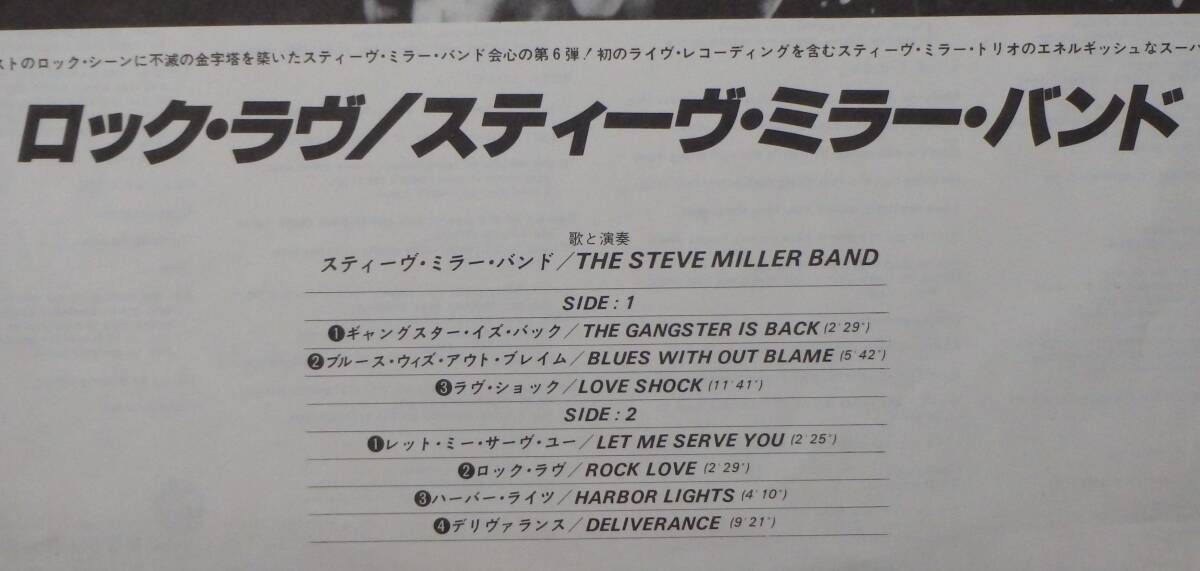 ストのロック・シーンに不滅の金字塔を築いたスティーヴ・ミラー・バンド会心の第6弾!初のライヴ・レコーディングを含むスティーヴ・ミラー・トリオのエネルギッシュなスーパ
ロック・ラヴ/スティーヴ・ミラー・バンド
歌と演奏
スティーヴ・ミラー・バンド/THE STEVE MILLER BAND
SIDE : 1
❶ギャングスター・イズ・バック/THE GANGSTER IS BACK (2'29")
❷ブルース・ウィズ・アウト・ブレイム/BLUES WITH OUT BLAME (5'42")
❸ラヴ・ショック/LOVE SHOCK (11'41")
SIDE : 2
❶レット・ミー・サーヴ・ユー/LET ME SERVE YOU (2'25")
❷ロック・ラヴ/ROCK LOVE (2'29")
❸ハーバー・ライツ/HARBOR LIGHTS (4'10")
❹デリヴァランス/DELIVERANCE (9'21")